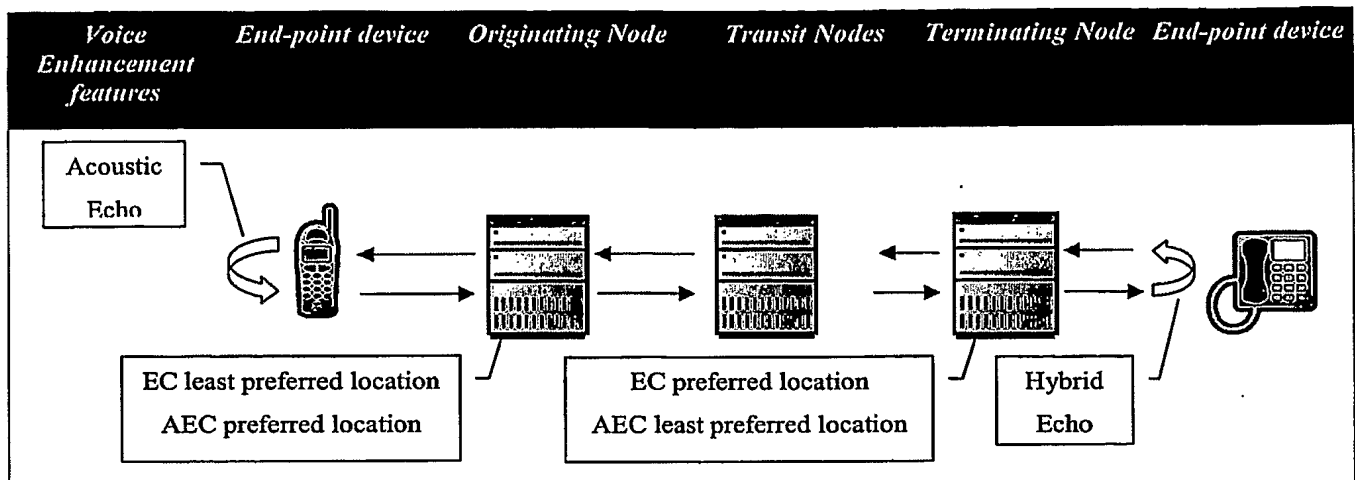 Voice End-point device Originating Node Transit Nodes Terminating Node End-point device
Enhancement
features
Acoustic
Echo
EC least preferred location
AEC preferred location
EC preferred location
AEC least preferred location
Hybrid
Echo